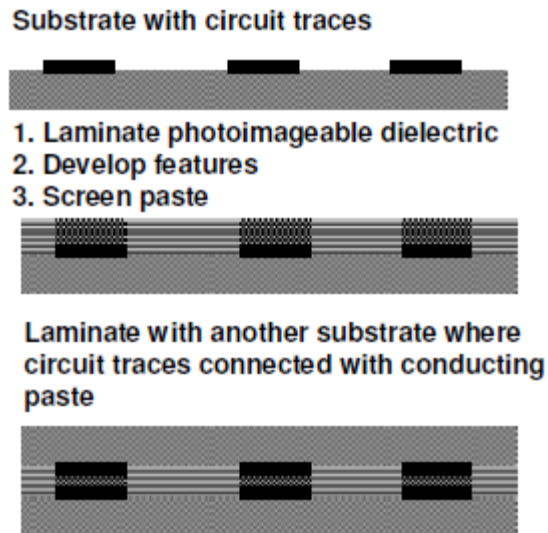 Substrate with circuit traces
1. Laminate photoimageable dielectric
2. Develop features
3. Screen paste
Laminate with another substrate where
circuit traces connected with conducting
paste